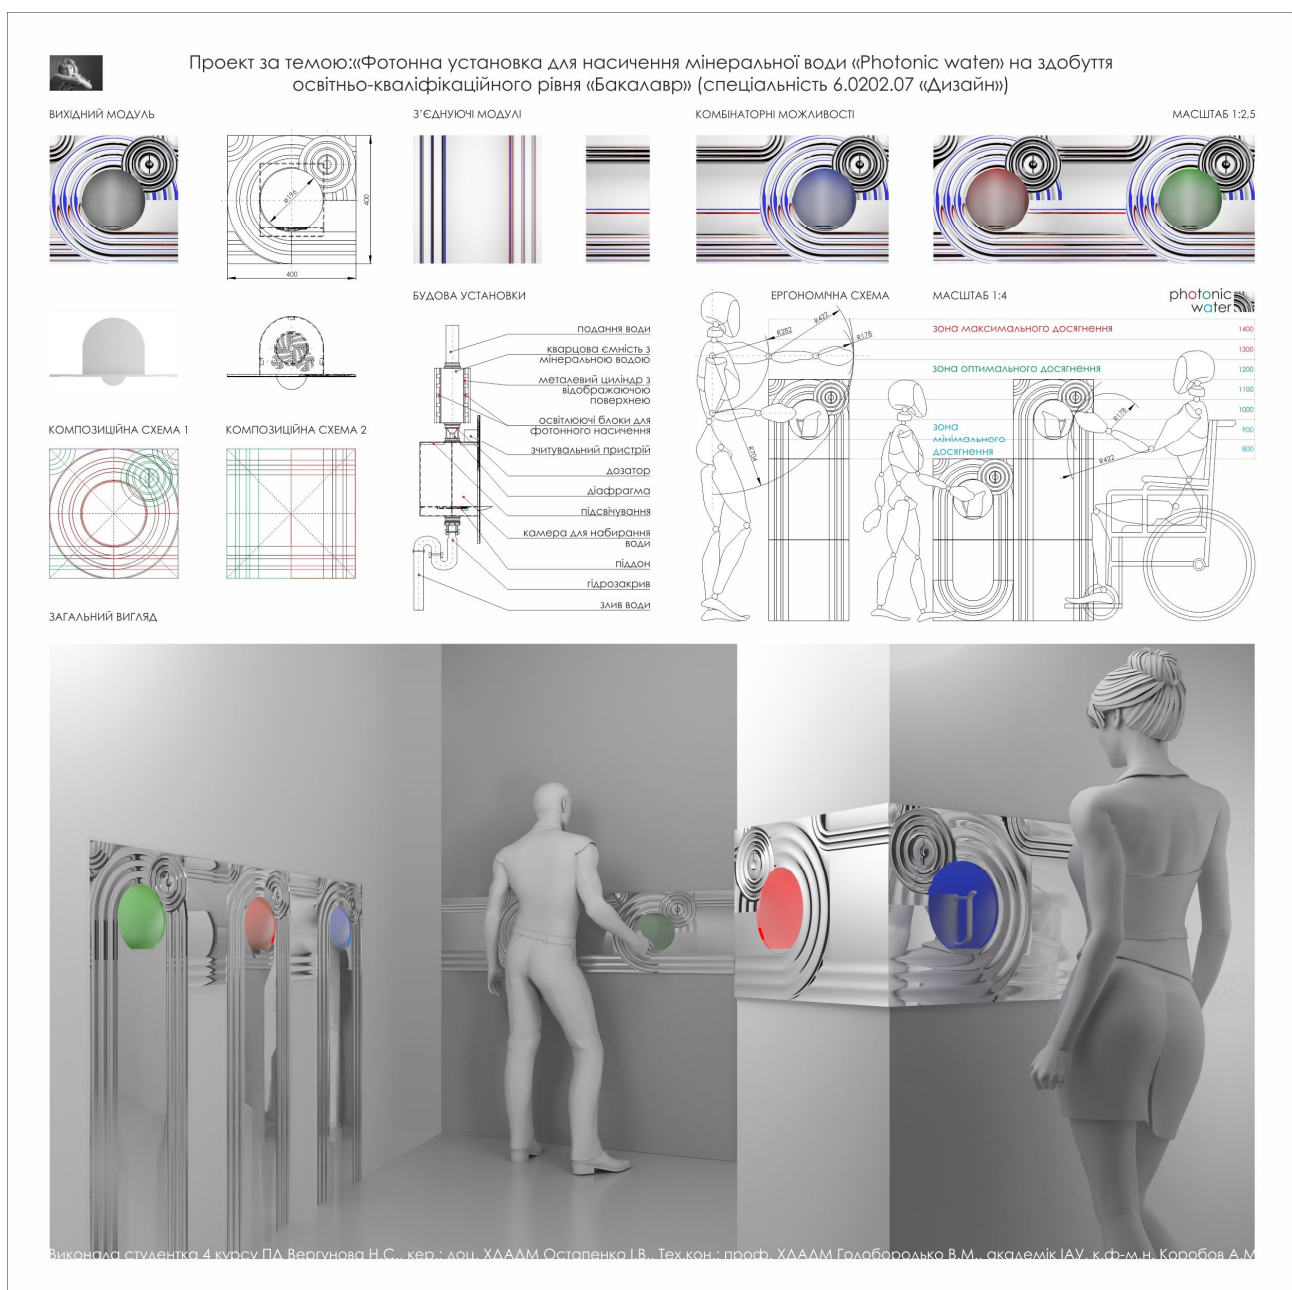 Проект за темою:«Фотонна установка для насичення мінеральної води «Photonic water» на здобуття
освітньо-кваліфікаційного рівня «Бакалавр» (спеціальність 6.0202.07 «Дизайн»)
ВИХІДНИЙ МОДУЛЬ
З'ЄДНУЮЧІ МОДУЛІ
КОМБІНАТОРНІ МОЖЛИВОСТІ
МАСШТАБ 1:2,5
Ø196
400
400
БУДОВА УСТАНОВКИ
подання води
кварцова ємність з
мінеральною водою
металевий циліндр з
відображаючою
поверхнею
освітлюючі блоки для
фотонного насичення
зчитувальний пристрій
дозатор
діафрагма
підсвічування
камера для набирання
води
піддон
гідрозакрив
злив води
ЕРГОНОМІЧНА СХЕМА
МАСШТАБ 1:4
photonic
water
зона максимального досягнення
зона оптимального досягнення
зона
мінімального
досягнення
1400
1300
1200
1100
1000
900
800
R282
R422
R178
R704
R178
R422
КОМПОЗИЦІЙНА СХЕМА 1
КОМПОЗИЦІЙНА СХЕМА 2
ЗАГАЛЬНИЙ ВИГЛЯД
Виконала студентка 4 курсу ПД Вергунова Н.С., кер.: доц. ХДАДМ Остапенко І.В., Тех.кон.: проф. ХДАДМ Голобородько В.М., академік ІАУ, к.ф-м.н. Коробов А.М